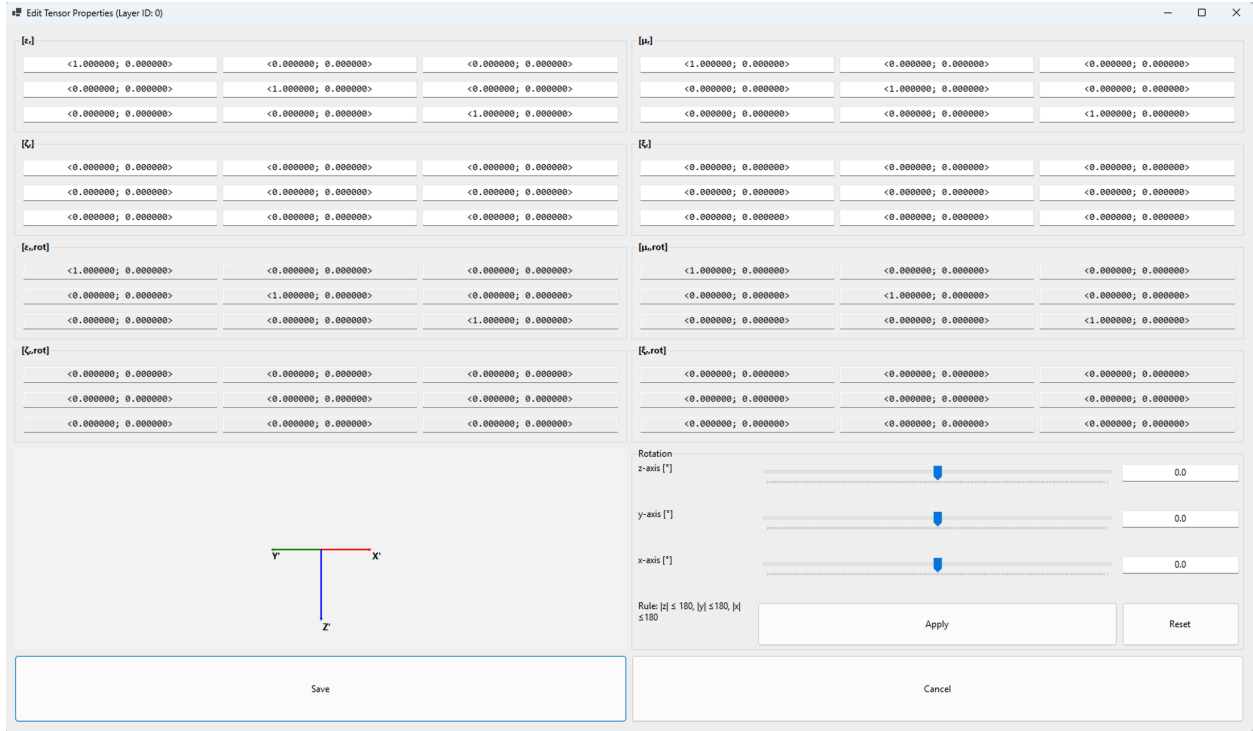 Edit Tensor Properties (Layer ID: 0)
[εᵣ] [μᵣ]
<1.000000; 0.000000> <0.000000; 0.000000> <0.000000; 0.000000> <1.000000; 0.000000> <0.000000; 0.000000> <0.000000; 0.000000>
<0.000000; 0.000000> <1.000000; 0.000000> <0.000000; 0.000000> <0.000000; 0.000000> <1.000000; 0.000000> <0.000000; 0.000000>
<0.000000; 0.000000> <0.000000; 0.000000> <1.000000; 0.000000> <0.000000; 0.000000> <0.000000; 0.000000> <1.000000; 0.000000>
[ζᵣ] [ξᵣ]
<0.000000; 0.000000> <0.000000; 0.000000> <0.000000; 0.000000> <0.000000; 0.000000> <0.000000; 0.000000> <0.000000; 0.000000>
<0.000000; 0.000000> <0.000000; 0.000000> <0.000000; 0.000000> <0.000000; 0.000000> <0.000000; 0.000000> <0.000000; 0.000000>
<0.000000; 0.000000> <0.000000; 0.000000> <0.000000; 0.000000> <0.000000; 0.000000> <0.000000; 0.000000> <0.000000; 0.000000>
[εᵣ,rot] [μᵣ,rot]
<1.000000; 0.000000> <0.000000; 0.000000> <0.000000; 0.000000> <1.000000; 0.000000> <0.000000; 0.000000> <0.000000; 0.000000>
<0.000000; 0.000000> <1.000000; 0.000000> <0.000000; 0.000000> <0.000000; 0.000000> <1.000000; 0.000000> <0.000000; 0.000000>
<0.000000; 0.000000> <0.000000; 0.000000> <1.000000; 0.000000> <0.000000; 0.000000> <0.000000; 0.000000> <1.000000; 0.000000>
[ζᵣ,rot] [ξᵣ,rot]
<0.000000; 0.000000> <0.000000; 0.000000> <0.000000; 0.000000> <0.000000; 0.000000> <0.000000; 0.000000> <0.000000; 0.000000>
<0.000000; 0.000000> <0.000000; 0.000000> <0.000000; 0.000000> <0.000000; 0.000000> <0.000000; 0.000000> <0.000000; 0.000000>
<0.000000; 0.000000> <0.000000; 0.000000> <0.000000; 0.000000> <0.000000; 0.000000> <0.000000; 0.000000> <0.000000; 0.000000>
Rotation
z-axis [°] 0.0
y-axis [°] 0.0
Y' X'
x-axis [°] 0.0
Rule: |z| ≤ 180, |y| ≤180, |x|
≤180
Apply Reset
Z'
Save Cancel